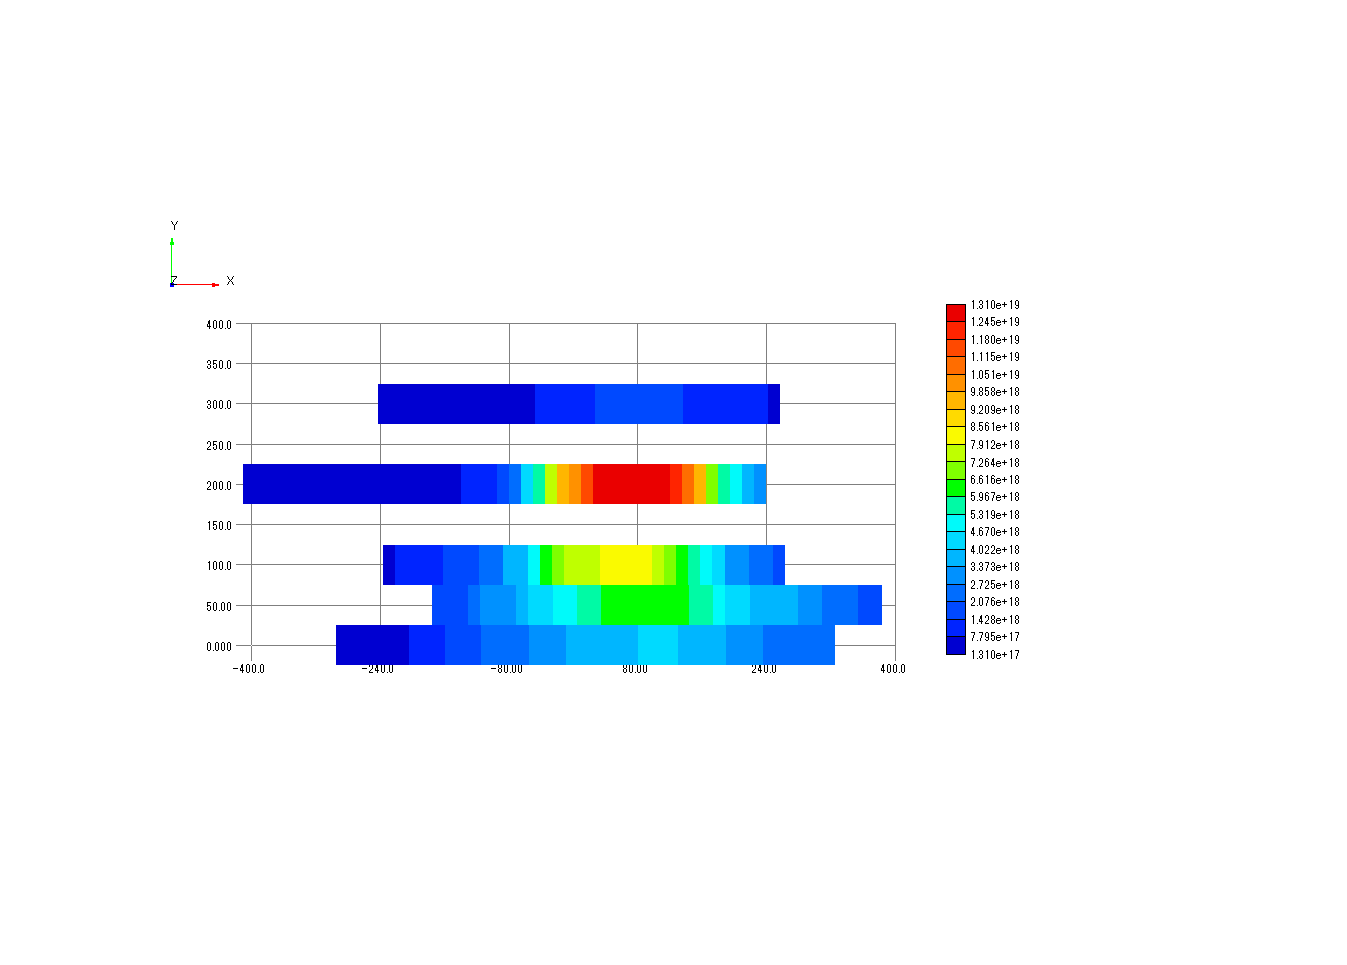 Y
Z
X
400.0
350.0
300.0
250.0
200.0
150.0
100.0
50.00
0.000
-400.0
-240.0
-80.00
80.00
240.0
400.0
1.310e+19
1.245e+19
1.180e+19
1.115e+19
1.051e+19
9.858e+18
9.209e+18
8.561e+18
7.912e+18
7.264e+18
6.616e+18
5.967e+18
5.319e+18
4.670e+18
4.022e+18
3.373e+18
2.725e+18
2.076e+18
1.428e+18
7.795e+17
1.310e+17